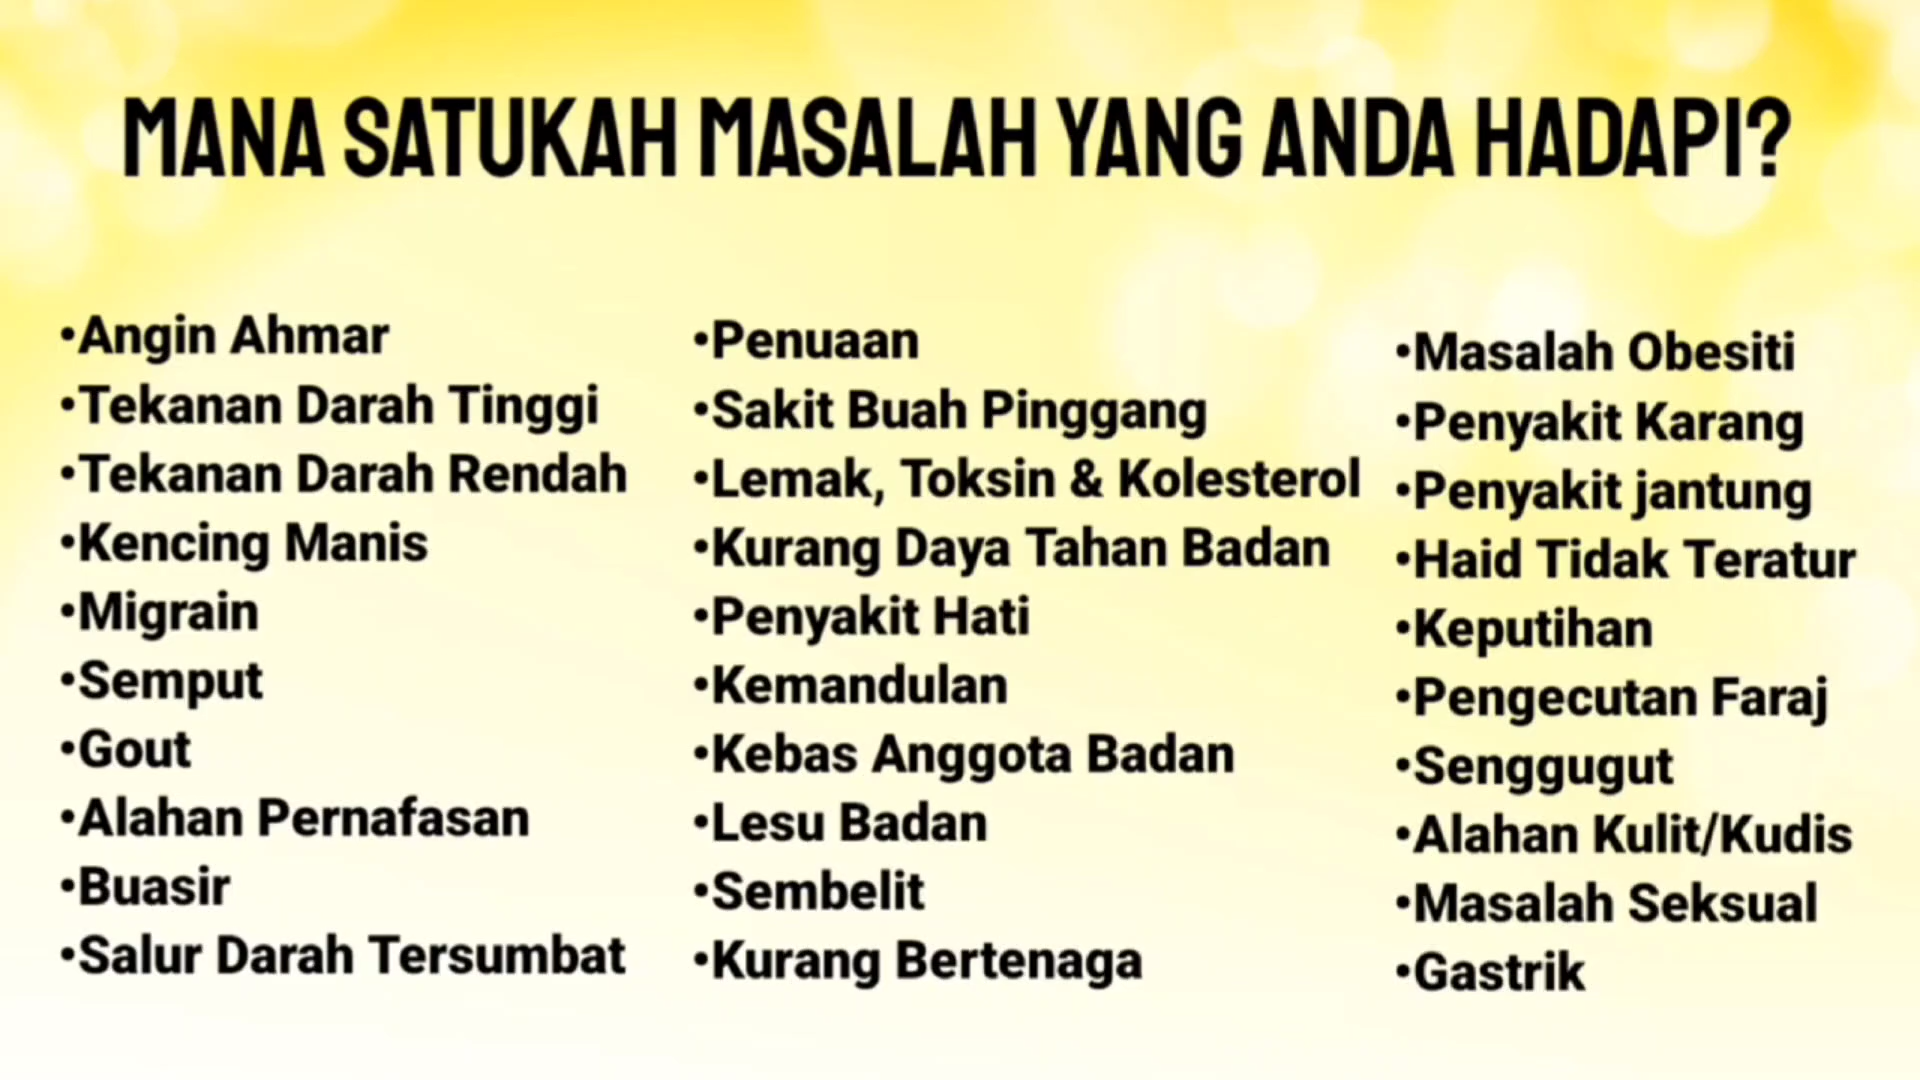 MANA SATUKAH MASALAH YANG ANDA HADAPI?
•Angin Ahmar
•Tekanan Darah Tinggi
•Tekanan Darah Rendah
•Kencing Manis
•Migrain
•Semput
•Gout
•Alahan Pernafasan
•Buasir
•Salur Darah Tersumbat
•Penuaan
•Sakit Buah Pinggang
•Lemak, Toksin & Kolesterol
•Kurang Daya Tahan Badan
•Penyakit Hati
•Kemandulan
•Kebas Anggota Badan
•Lesu Badan
•Sembelit
•Kurang Bertenaga
•Masalah Obesiti
•Penyakit Karang
•Penyakit jantung
•Haid Tidak Teratur
•Keputihan
•Pengecutan Faraj
•Senggugut
•Alahan Kulit/Kudis
•Masalah Seksual
•Gastrik